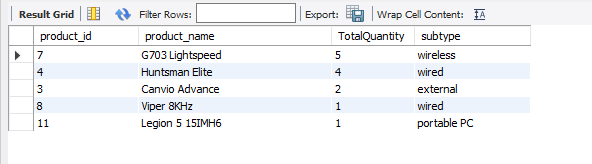 Result Grid Filter Rows: Export: Wrap Cell Content: IA
product_id product_name TotalQuantity subtype
7 G703 Lightspeed 5 wireless
4 Huntsman Elite 4 wired
3 Canvio Advance 2 external
8 Viper 8KHz 1 wired
11 Legion 5 15IMH6 1 portable PC